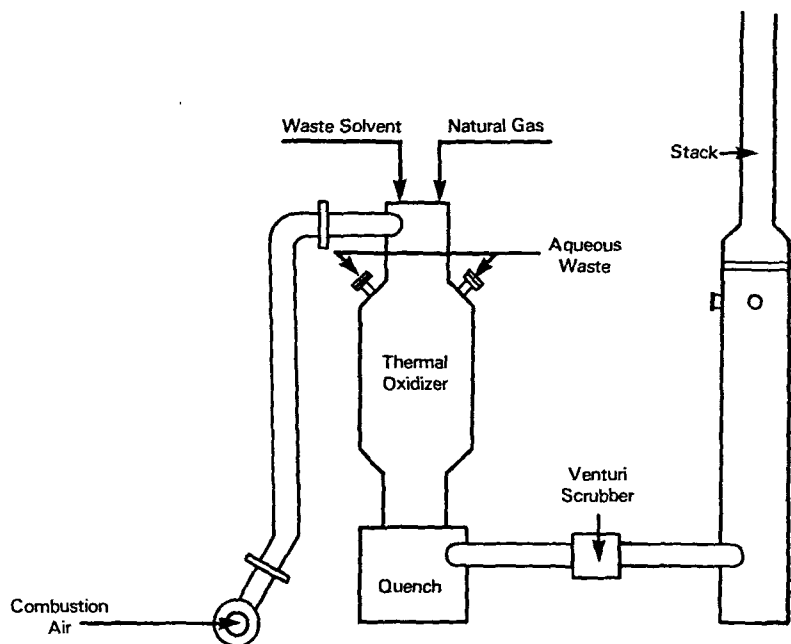 Waste Solvent
Natural Gas
Stack
Aqueous
Waste
Thermal
Oxidizer
Venturi
Scrubber
Quench
Combustion
Air